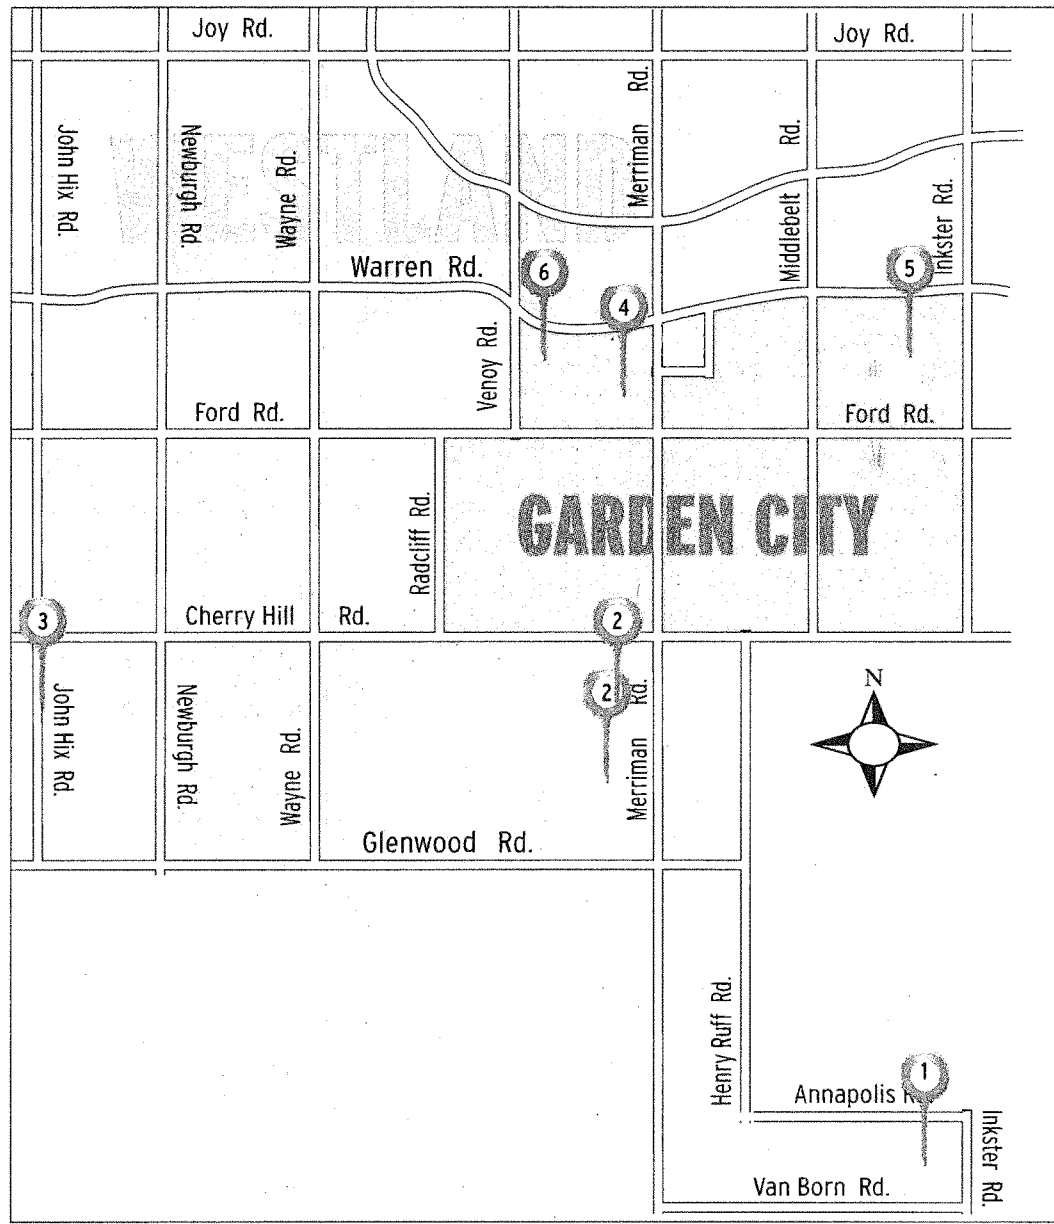 Joy Rd.
Joy Rd.
Merriman Rd.
John Hix Rd.
Newburgh Rd.
Wayne Rd.
WESTLAND
Middlebelt Rd.
Inkster Rd.
Warren Rd.
6
5
4
Venoy Rd.
Ford Rd.
Ford Rd.
Radcliff Rd.
GARDEN CITY
3
Cherry Hill Rd.
2
2
N
John Hix Rd.
Newburgh Rd.
Wayne Rd.
Merriman Rd.
Glenwood Rd.
Henry Ruff Rd.
1
Annapolis R
Inkster Rd.
Van Born Rd.